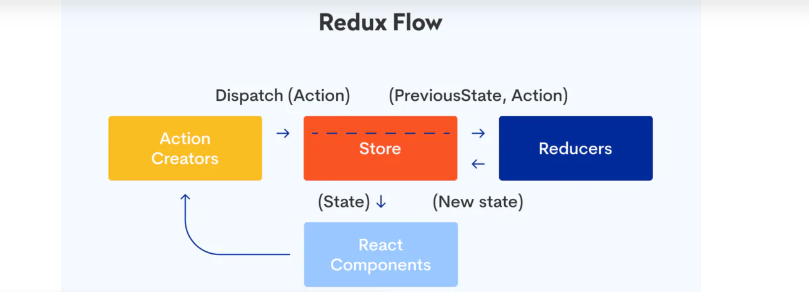 Redux Flow
Dispatch (Action)
(PreviousState, Action)
Action
Creators
Store
Reducers
(State)
(New state)
React
Components